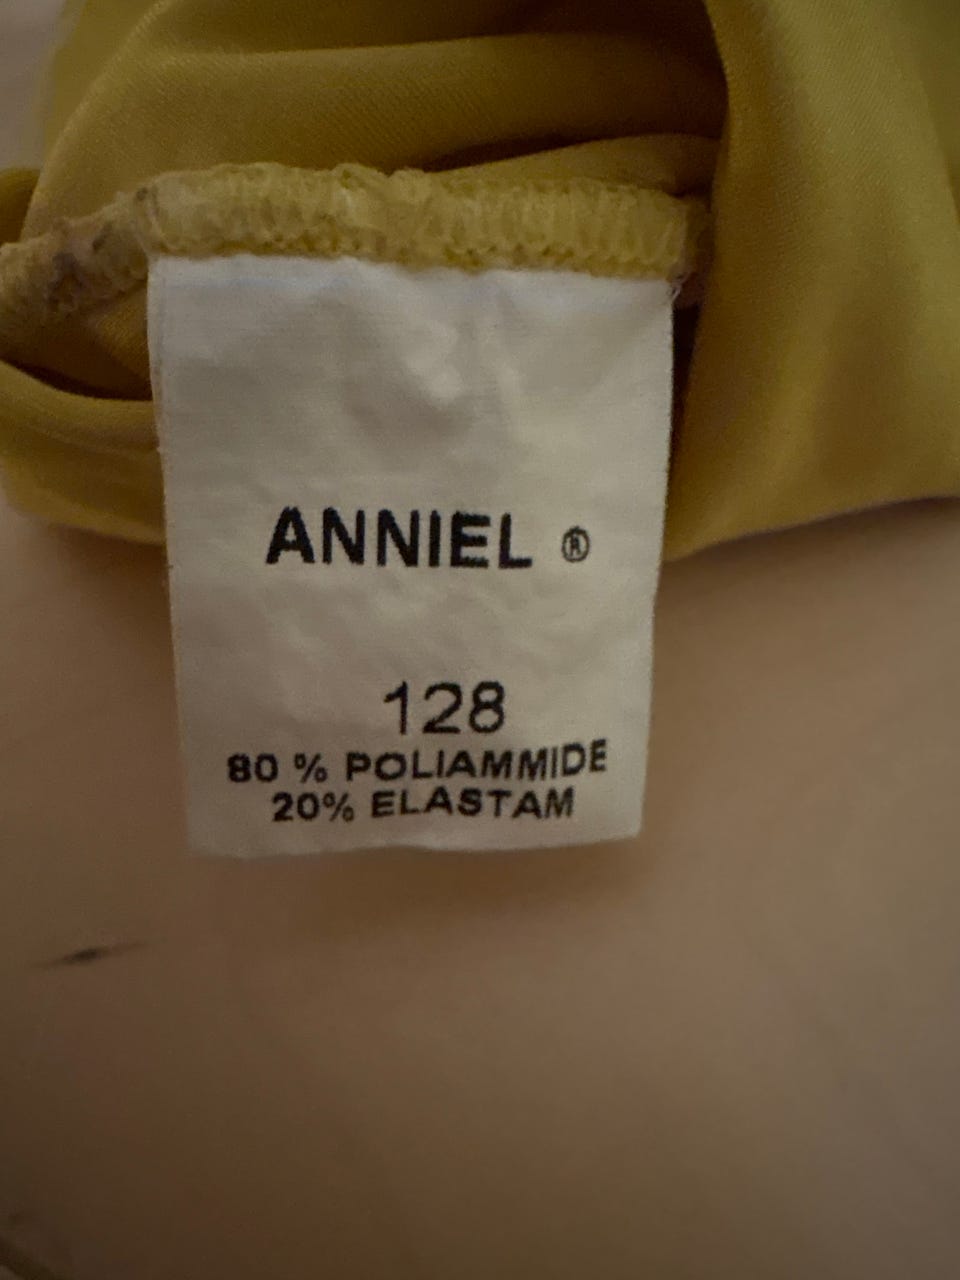 ANNIEL ®
128
80 % POLIAMMIDE
20% ELASTAM